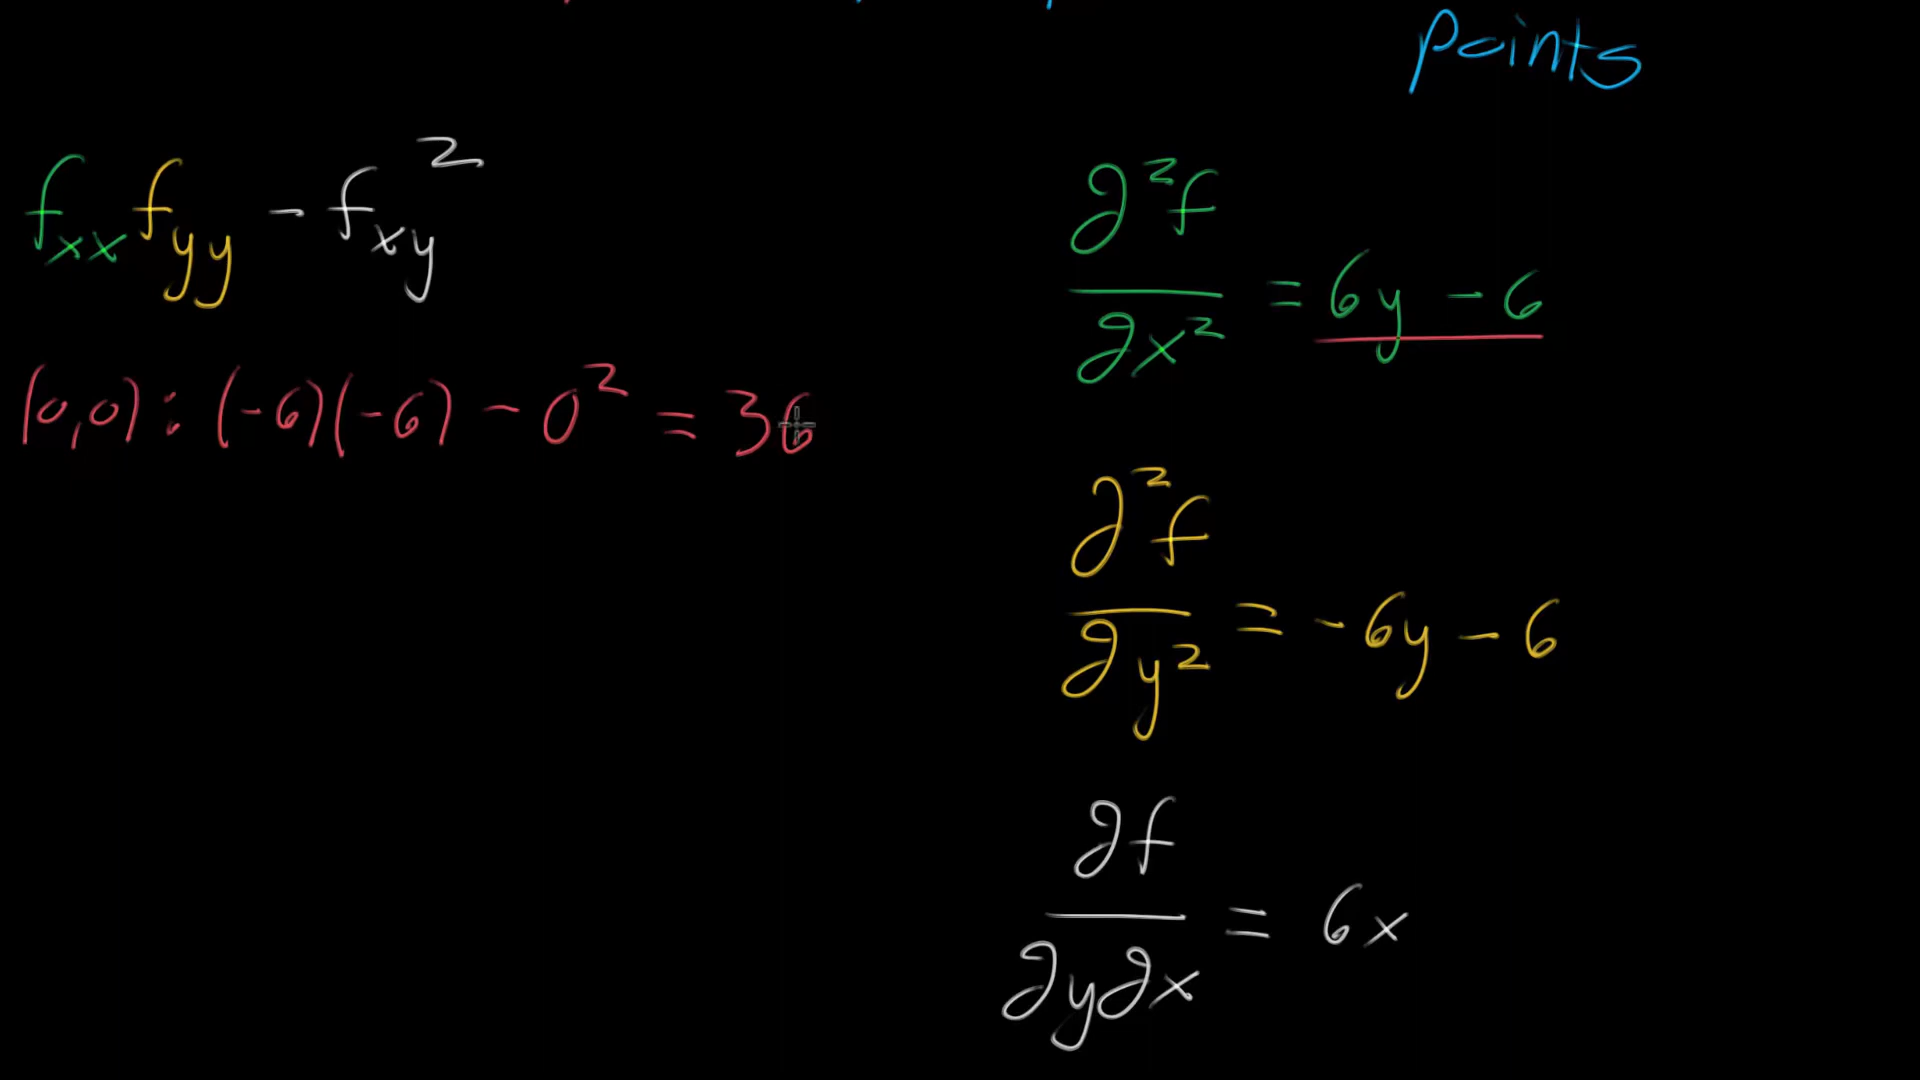 points
fxx fyy - fxy²
(0,0) : (-6)(-6) - 0² = 36
∂²f/∂x² = 6y - 6
∂²f/∂y² = -6y - 6
∂f/∂y∂x = 6x